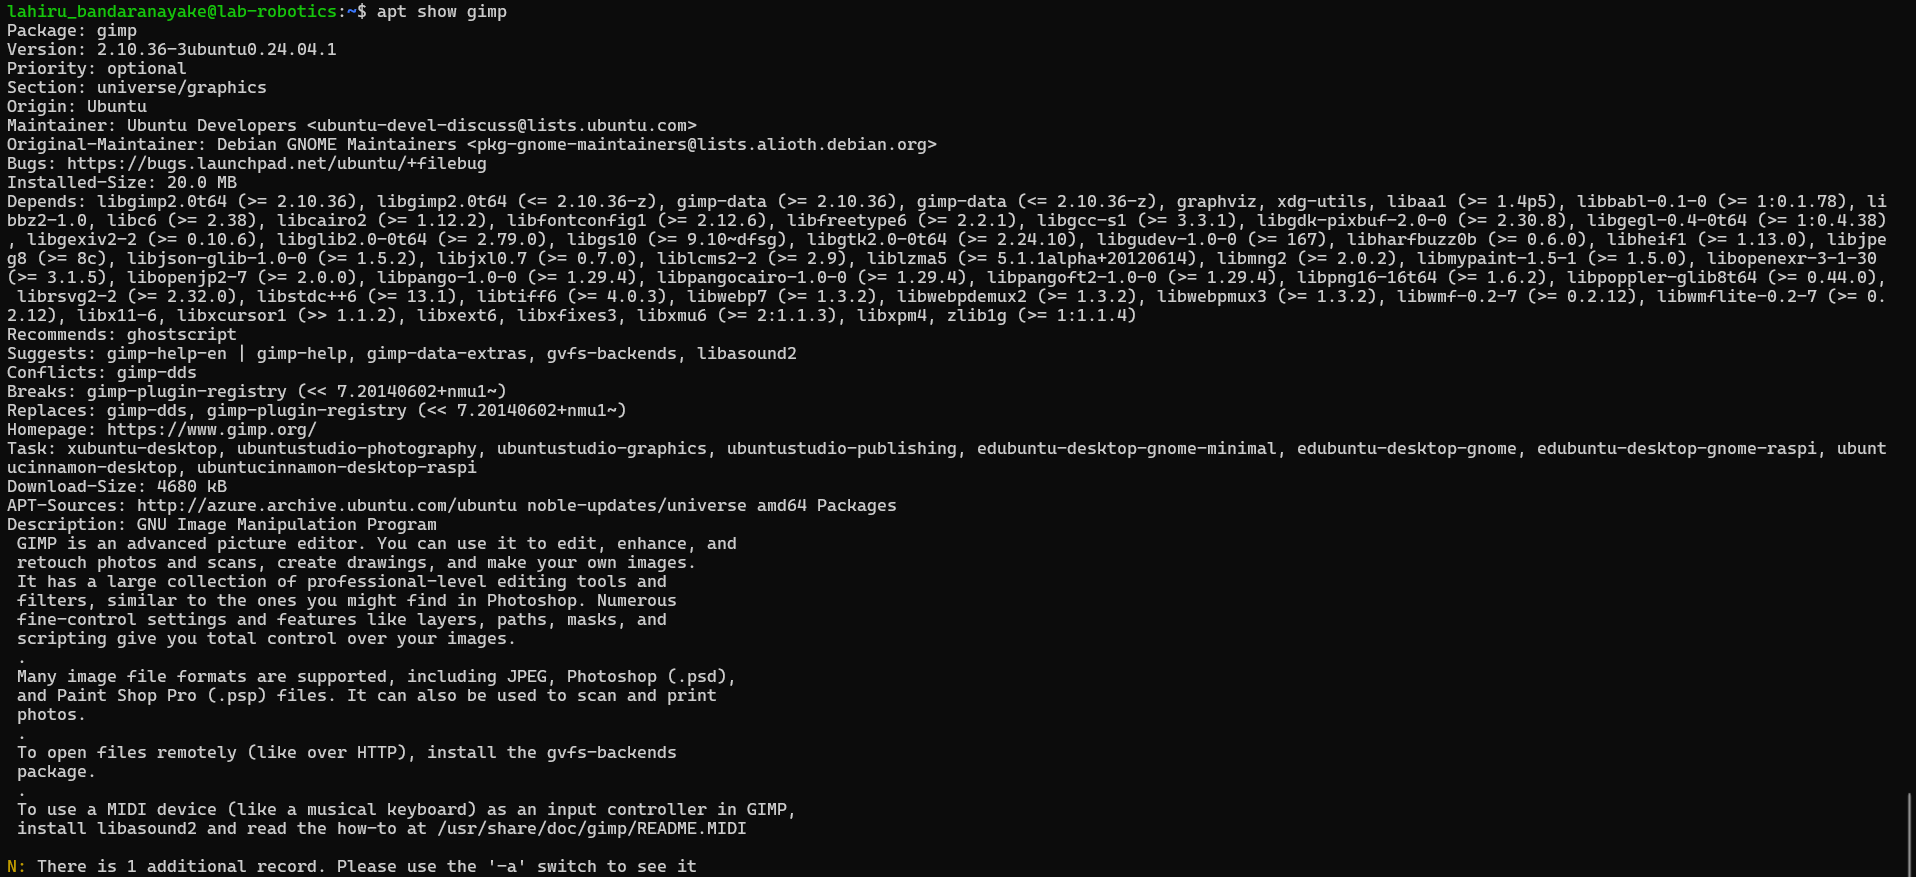 lahiru_bandaranayake@lab-robotics:~$ apt show gimp
Package: gimp
Version: 2.10.36-3ubuntu0.24.04.1
Priority: optional
Section: universe/graphics
Origin: Ubuntu
Maintainer: Ubuntu Developers <ubuntu-devel-discuss@lists.ubuntu.com>
Original-Maintainer: Debian GNOME Maintainers <pkg-gnome-maintainers@lists.alioth.debian.org>
Bugs: https://bugs.launchpad.net/ubuntu/+filebug
Installed-Size: 20.0 MB
Depends: libgimp2.0t64 (>= 2.10.36), libgimp2.0t64 (<= 2.10.36-z), gimp-data (>= 2.10.36), gimp-data (<= 2.10.36-z), graphviz, xdg-utils, libaa1 (>= 1.4p5), libbabl-0.1-0 (>= 1:0.1.78), li
bbz2-1.0, libc6 (>= 2.38), libcairo2 (>= 1.12.2), libfontconfig1 (>= 2.12.6), libfreetype6 (>= 2.2.1), libgcc-s1 (>= 3.3.1), libgdk-pixbuf-2.0-0 (>= 2.30.8), libgegl-0.4-0t64 (>= 1:0.4.38)
, libgexiv2-2 (>= 0.10.6), libglib2.0-0t64 (>= 2.79.0), libgs10 (>= 9.10~dfsg), libgtk2.0-0t64 (>= 2.24.10), libgudev-1.0-0 (>= 167), libharfbuzz0b (>= 0.6.0), libheif1 (>= 1.13.0), libjpe
g8 (>= 8c), libjson-glib-1.0-0 (>= 1.5.2), libjxl0.7 (>= 0.7.0), liblcms2-2 (>= 2.9), liblzma5 (>= 5.1.1alpha+20120614), libmng2 (>= 2.0.2), libmypaint-1.5-1 (>= 1.5.0), libopenexr-3-1-30
(>= 3.1.5), libopenjp2-7 (>= 2.0.0), libpango-1.0-0 (>= 1.29.4), libpangocairo-1.0-0 (>= 1.29.4), libpangoft2-1.0-0 (>= 1.29.4), libpng16-16t64 (>= 1.6.2), libpoppler-glib8t64 (>= 0.44.0),
 librsvg2-2 (>= 2.32.0), libstdc++6 (>= 13.1), libtiff6 (>= 4.0.3), libwebp7 (>= 1.3.2), libwebpdemux2 (>= 1.3.2), libwebpmux3 (>= 1.3.2), libwmf-0.2-7 (>= 0.2.12), libwmflite-0.2-7 (>= 0.
2.12), libx11-6, libxcursor1 (>> 1.1.2), libxext6, libxfixes3, libxmu6 (>= 2:1.1.3), libxpm4, zlib1g (>= 1:1.1.4)
Recommends: ghostscript
Suggests: gimp-help-en | gimp-help, gimp-data-extras, gvfs-backends, libasound2
Conflicts: gimp-dds
Breaks: gimp-plugin-registry (<< 7.20140602+nmu1~)
Replaces: gimp-dds, gimp-plugin-registry (<< 7.20140602+nmu1~)
Homepage: https://www.gimp.org/
Task: xubuntu-desktop, ubuntustudio-photography, ubuntustudio-graphics, ubuntustudio-publishing, edubuntu-desktop-gnome-minimal, edubuntu-desktop-gnome, edubuntu-desktop-gnome-raspi, ubunt
ucinnamon-desktop, ubuntucinnamon-desktop-raspi
Download-Size: 4680 kB
APT-Sources: http://azure.archive.ubuntu.com/ubuntu noble-updates/universe amd64 Packages
Description: GNU Image Manipulation Program
 GIMP is an advanced picture editor. You can use it to edit, enhance, and
 retouch photos and scans, create drawings, and make your own images.
 It has a large collection of professional-level editing tools and
 filters, similar to the ones you might find in Photoshop. Numerous
 fine-control settings and features like layers, paths, masks, and
 scripting give you total control over your images.
 .
 Many image file formats are supported, including JPEG, Photoshop (.psd),
 and Paint Shop Pro (.psp) files. It can also be used to scan and print
 photos.
 .
 To open files remotely (like over HTTP), install the gvfs-backends
 package.
 .
 To use a MIDI device (like a musical keyboard) as an input controller in GIMP,
 install libasound2 and read the how-to at /usr/share/doc/gimp/README.MIDI
N: There is 1 additional record. Please use the '-a' switch to see it